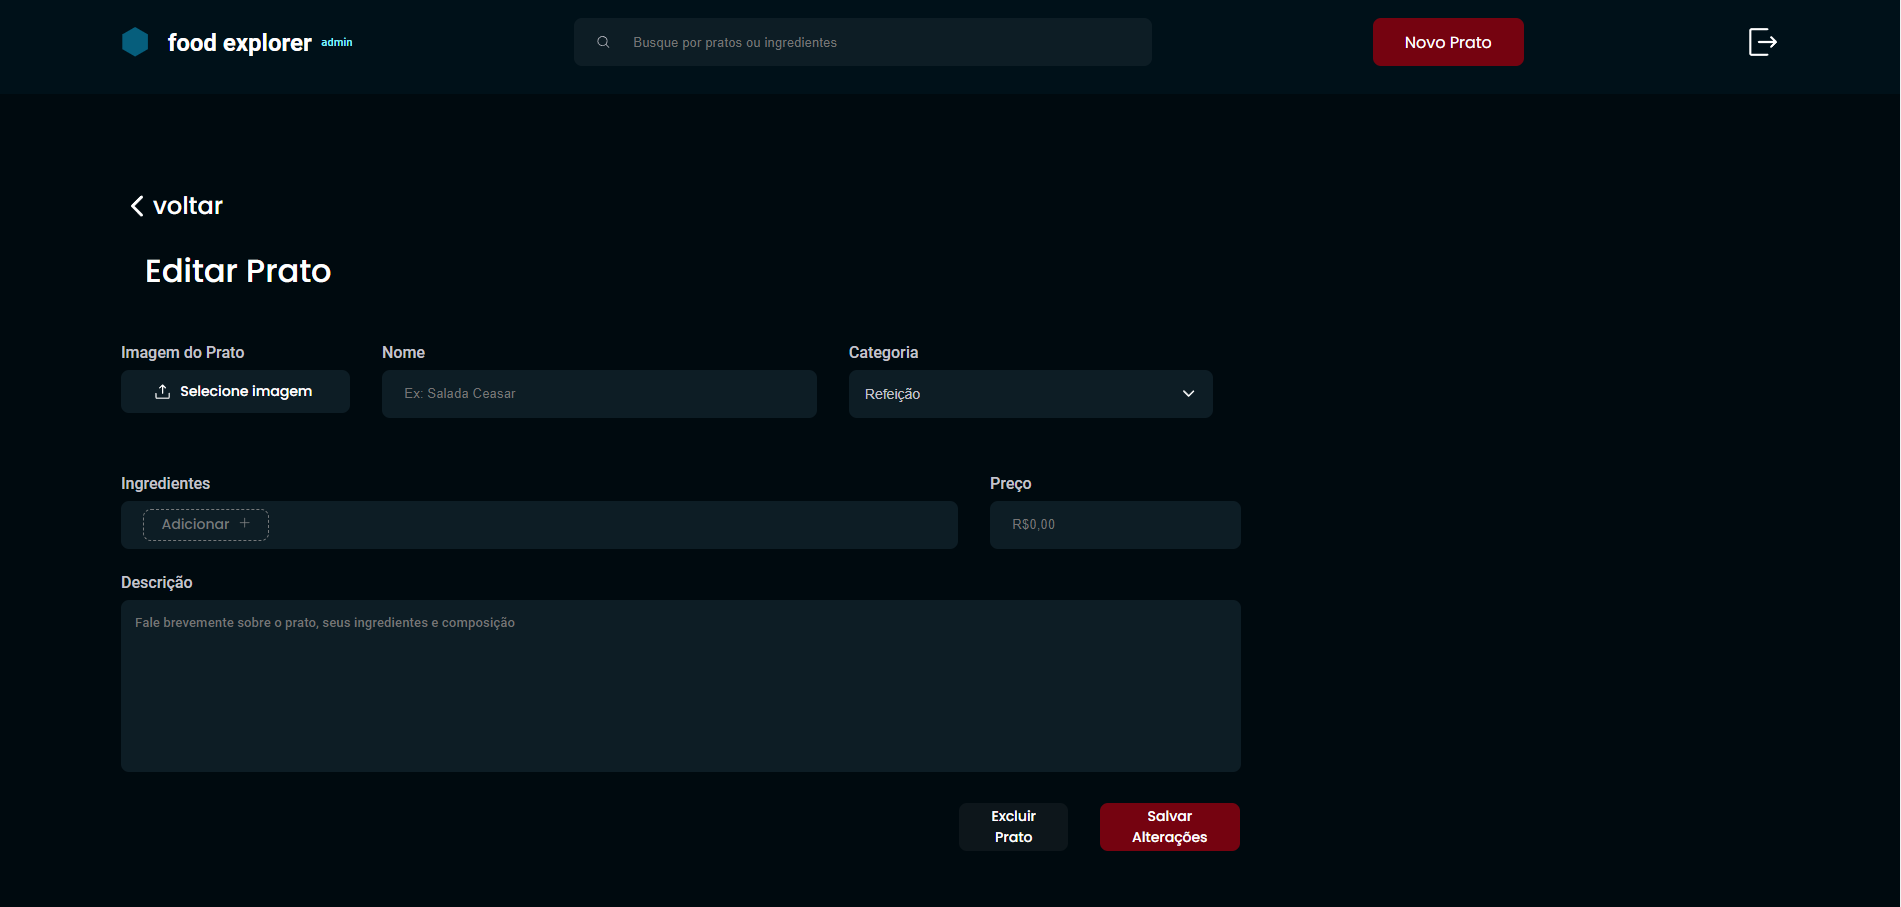 food explorer admin
Busque por pratos ou ingredientes
Novo Prato
voltar
Editar Prato
Imagem do Prato
Selecione imagem
Nome
Ex: Salada Ceasar
Categoria
Refeição
Ingredientes
Adicionar +
Preço
R$0,00
Descrição
Fale brevemente sobre o prato, seus ingredientes e composição
Excluir
Prato
Salvar
Alterações